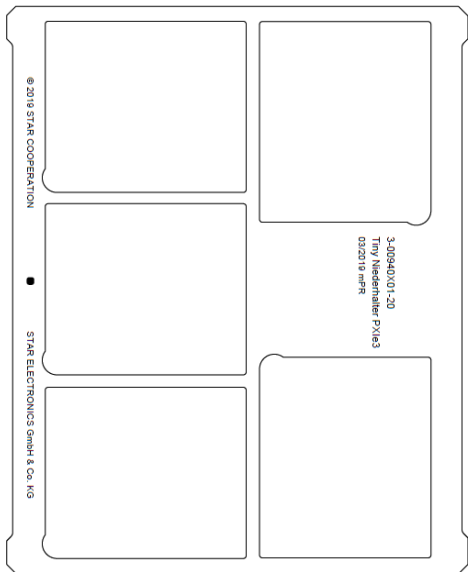 3-00940X01-20
Tiny Niederhalter PXIe3
03/2019 mPR
© 2019 STAR COOPERATION
STAR ELECTRONICS GmbH & Co. KG